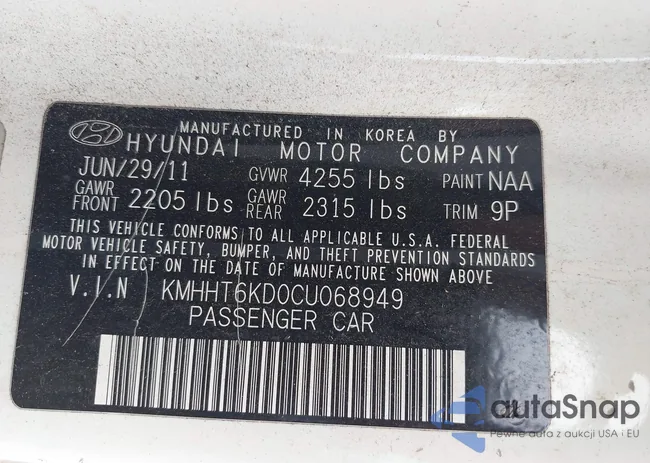 MANUFACTURED IN KOREA BY
HYUNDAI MOTOR COMPANY
JUN/29/11 GVWR 4255 lbs PAINT NAA
GAWR FRONT 2205 lbs GAWR REAR 2315 lbs TRIM 9P
THIS VEHICLE CONFORMS TO ALL APPLICABLE U.S.A. FEDERAL
MOTOR VEHICLE SAFETY, BUMPER, AND THEFT PREVENTION STANDARDS
IN EFFECT ON THE DATE OF MANUFACTURE SHOWN ABOVE
V.I.N KMHHT6KD0CU068949
PASSENGER CAR
autoSnap
Pewne auta z aukcji USA i EU